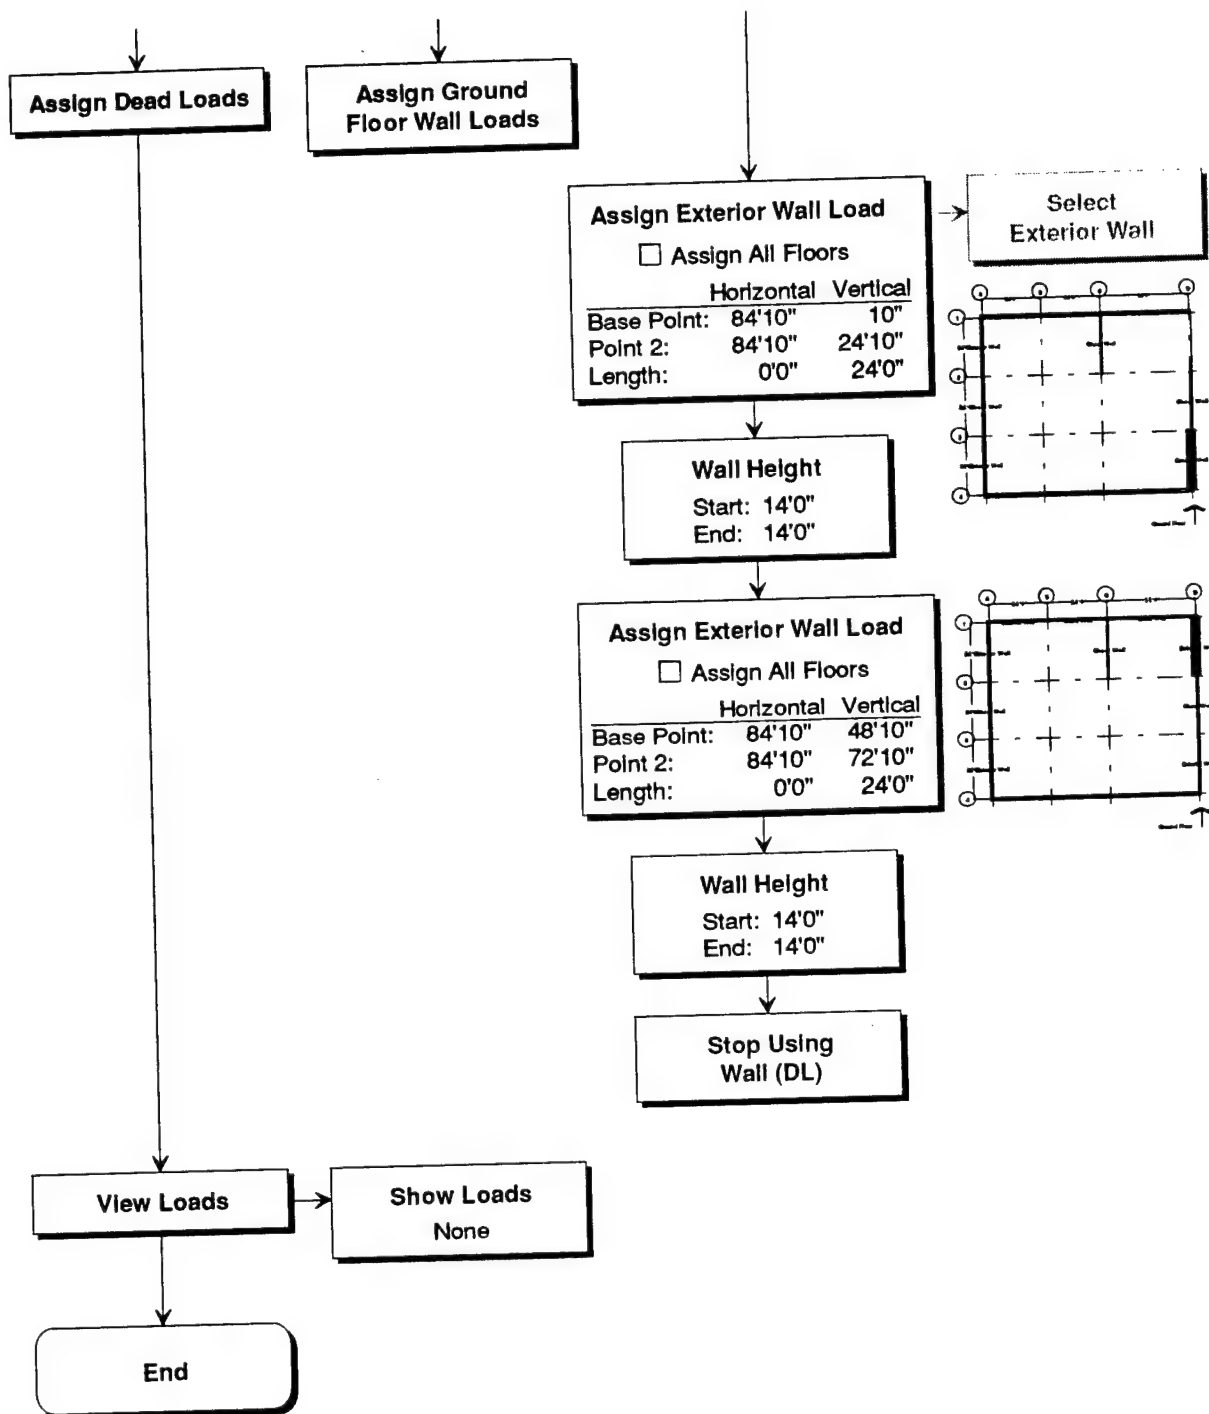 Assign Dead Loads
Assign Ground
Floor Wall Loads
Assign Exterior Wall Load
Assign All Floors
Horizontal Vertical
Base Point: 84'10" 10"
Point 2: 84'10" 24'10"
Length: 0'0" 24'0"
Select
Exterior Wall
Wall Height
Start: 14'0"
End: 14'0"
Assign Exterior Wall Load
Assign All Floors
Horizontal Vertical
Base Point: 84'10" 48'10"
Point 2: 84'10" 72'10"
Length: 0'0" 24'0"
Wall Height
Start: 14'0"
End: 14'0"
Stop Using
Wall (DL)
View Loads
Show Loads
None
End